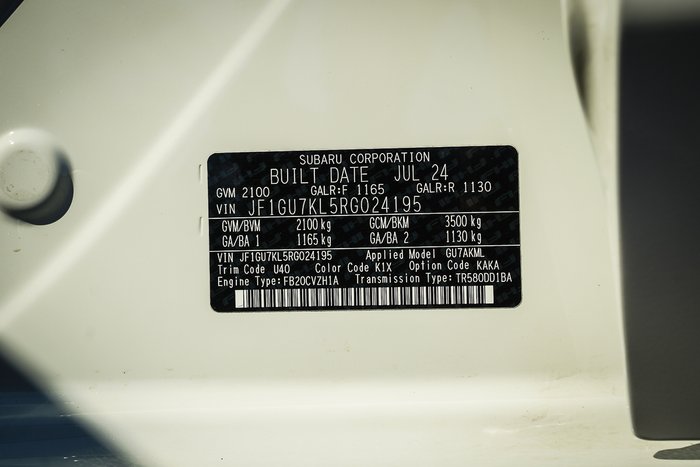 SUBARU CORPORATION
BUILT DATE JUL 24
GVM 2100 GALR:F 1165 GALR:R 1130
VIN JF1GU7KL5RG024195
GVM/BVM 2100 kg GCM/BKM 3500 kg
GA/BA 1 1165 kg GA/BA 2 1130 kg
VIN JF1GU7KL5RG024195 Applied Model GU7AKML
Trim Code U40 Color Code K1X Option Code KAKA
Engine Type:FB20CVZH1A Transmission Type:TR580DD1BA